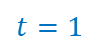 t = 1